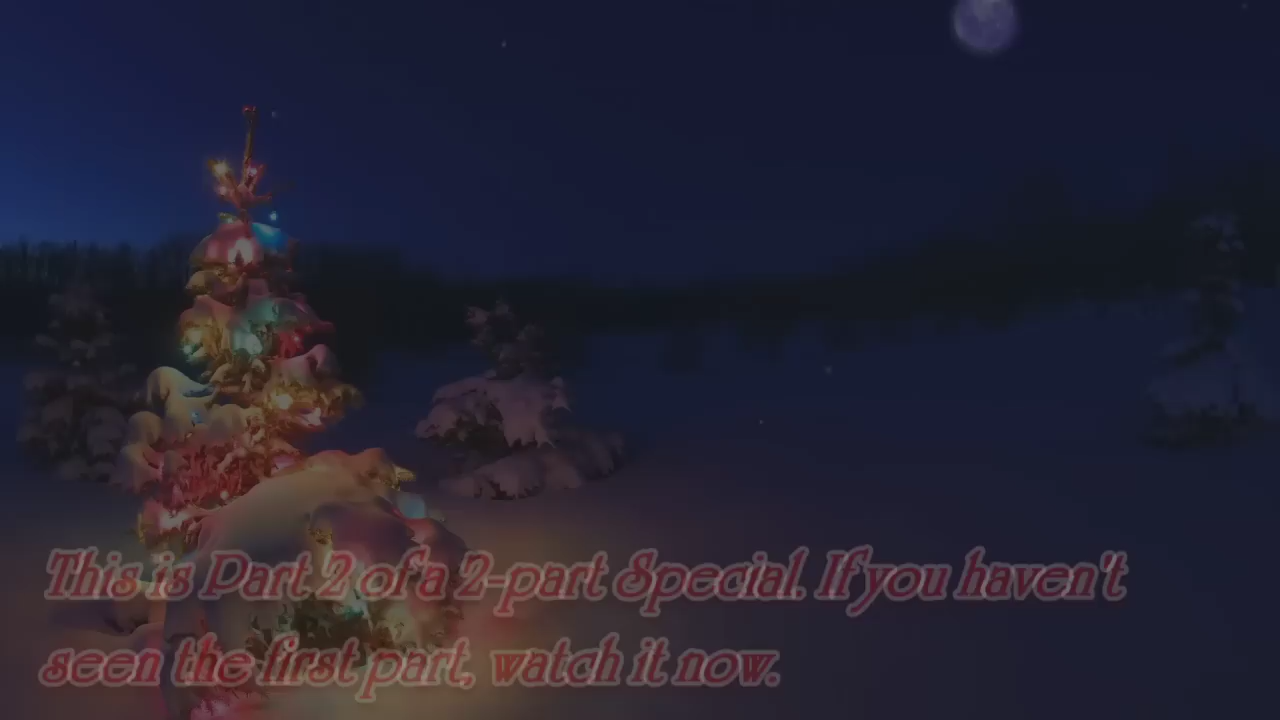 This is Part 2 of a 2-part Special. If you haven't
seen the first part, watch it now.